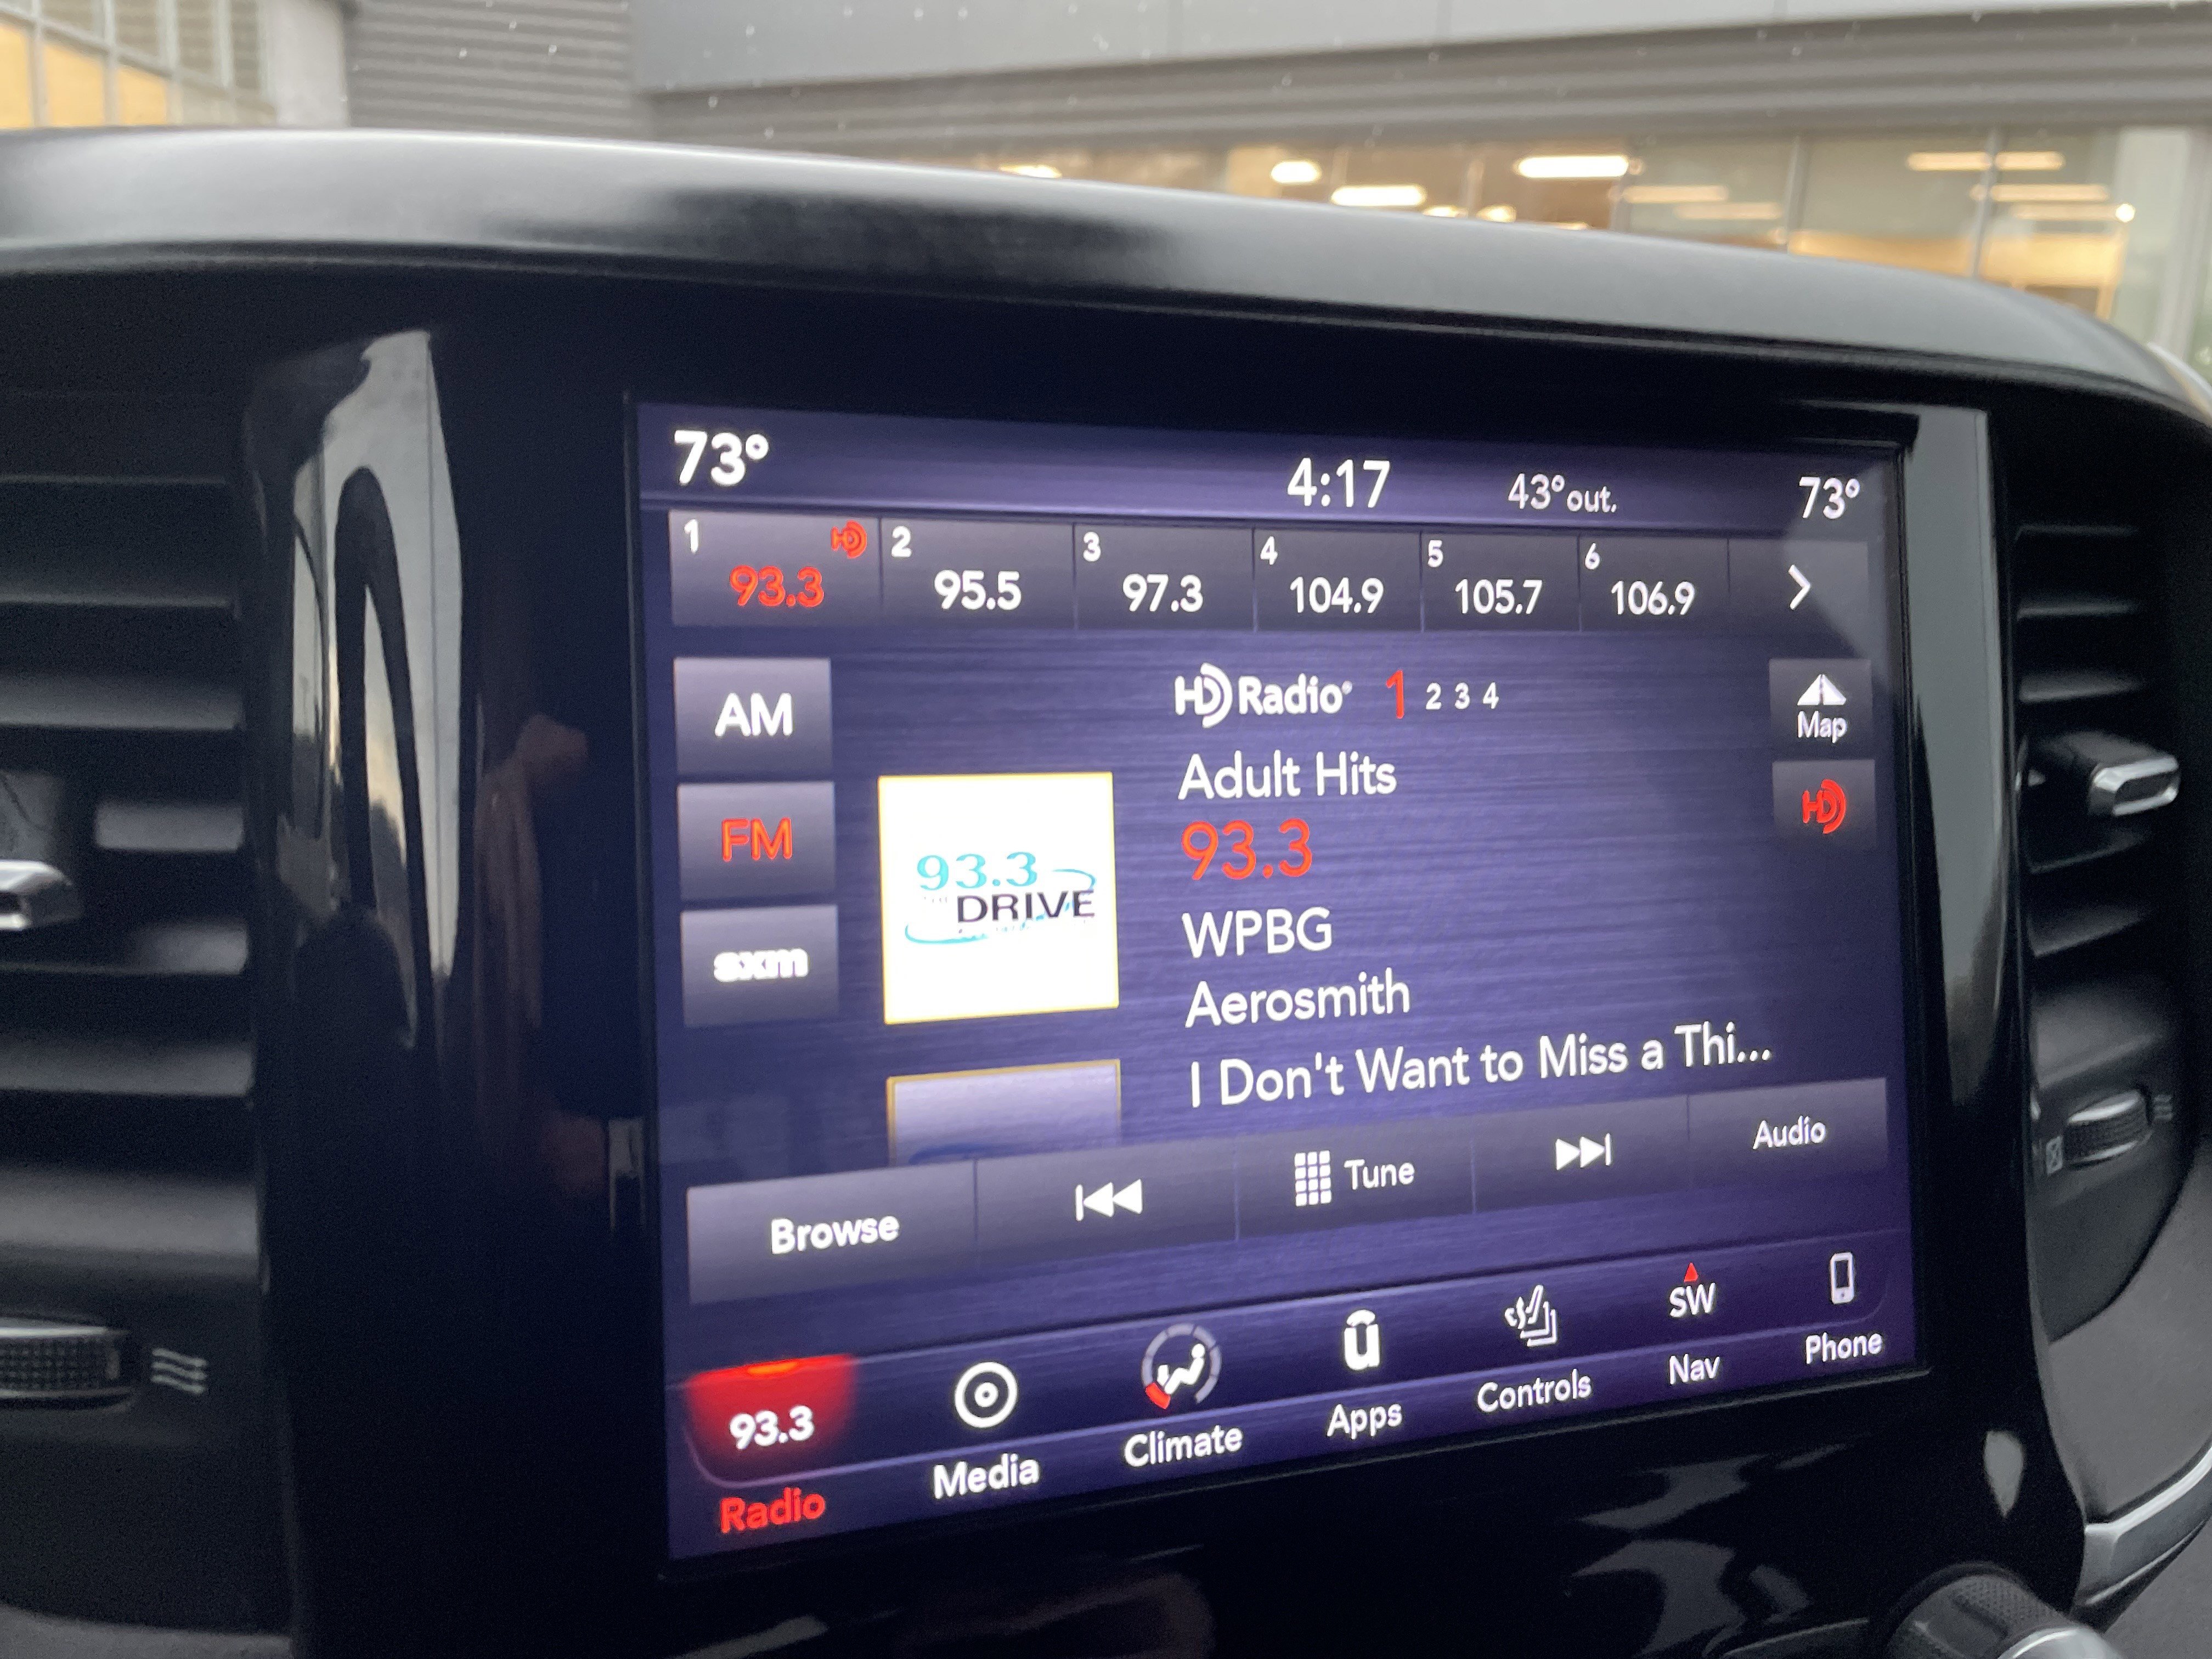 73° 4:17 43° out. 73°
1 HD 2 3 4 5 6
93.3 95.5 97.3 104.9 105.7 106.9
AM
FM
sxm
93.3
DRIVE
HD Radio® 1 2 3 4
Adult Hits
93.3
WPBG
Aerosmith
I Don't Want to Miss a Thi...
Map
HD
Browse Tune Audio
93.3 u SW
Radio Media Climate Apps Controls Nav Phone